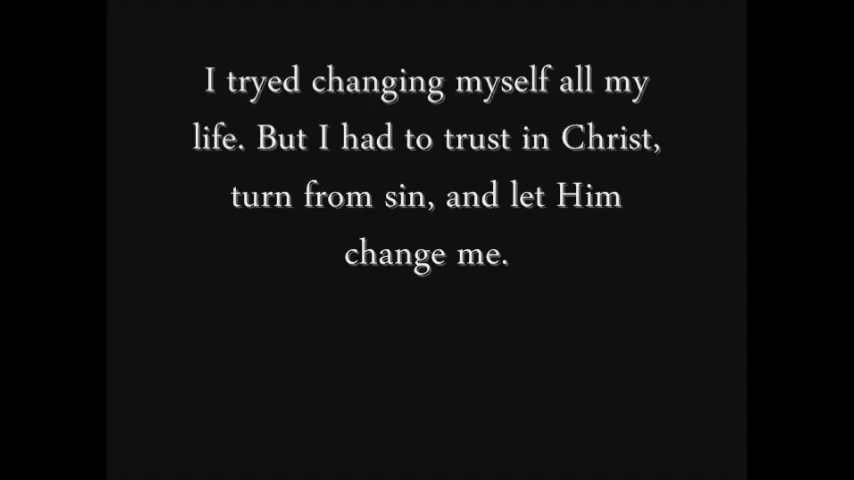 I tryed changing myself all my
life. But I had to trust in Christ,
turn from sin, and let Him
change me.